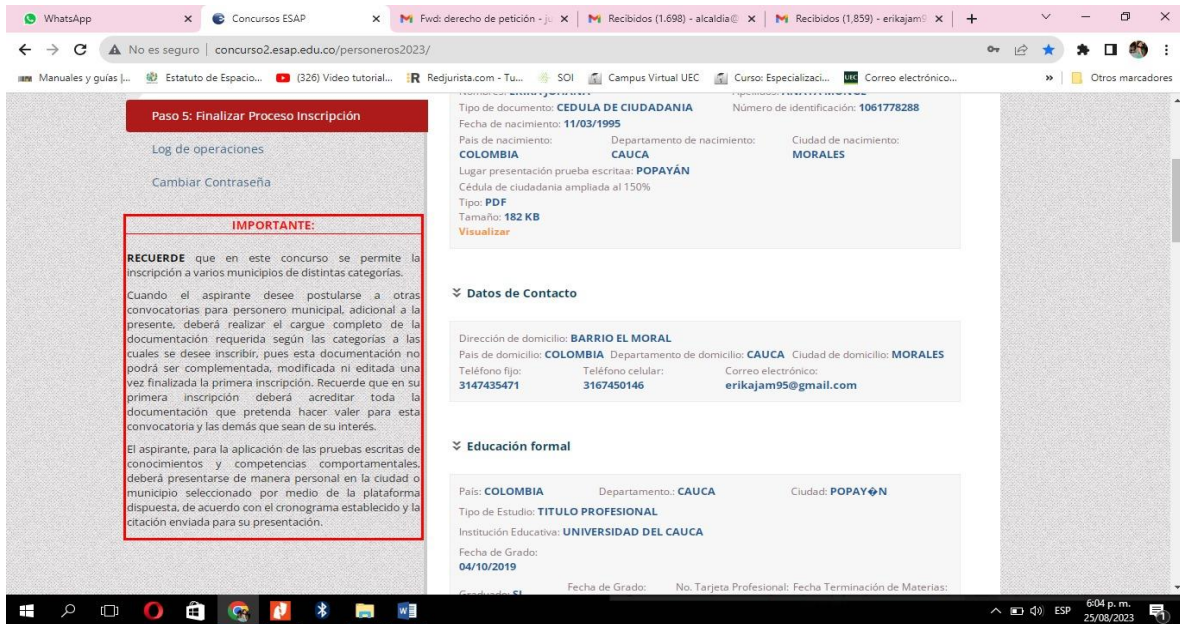 WhatsApp
Concursos ESAP
Fwd: derecho de petición - ju
Recibidos (1.698) - alcaldia@
Recibidos (1,859) - erikajam9
No es seguro | concurso2.esap.edu.co/personeros2023/
Manuales y guías |...
Estatuto de Espacio...
(326) Video tutorial...
Redjurista.com - Tu...
SOI
Campus Virtual UEC
Curso: Especializaci...
Correo electrónico...
»
Otros marcadores
Paso 5: Finalizar Proceso Inscripción
Log de operaciones
Cambiar Contraseña
IMPORTANTE:
RECUERDE que en este concurso se permite la
inscripción a varios municipios de distintas categorías.
Cuando el aspirante desee postularse a otras
convocatorias para personero municipal, adicional a la
presente, deberá realizar el cargue completo de la
documentación requerida según las categorías a las
cuales se desee inscribir, pues esta documentación no
podrá ser complementada, modificada ni editada una
vez finalizada la primera inscripción. Recuerde que en su
primera inscripción deberá acreditar toda la
documentación que pretenda hacer valer para esta
convocatoria y las demás que sean de su interés.
El aspirante, para la aplicación de las pruebas escritas de
conocimientos y competencias comportamentales,
deberá presentarse de manera personal en la ciudad o
municipio seleccionado por medio de la plataforma
dispuesta, de acuerdo con el cronograma establecido y la
citación enviada para su presentación.
Tipo de documento: CEDULA DE CIUDADANIA Número de identificación: 1061778288
Fecha de nacimiento: 11/03/1995
Pais de nacimiento: Departamento de nacimiento: Ciudad de nacimiento:
COLOMBIA CAUCA MORALES
Lugar presentación prueba escritaa: POPAYÁN
Cédula de ciudadania ampliada al 150%
Tipo: PDF
Tamaño: 182 KB
Visualizar
Datos de Contacto
Dirección de domicilio: BARRIO EL MORAL
Pais de domicilio: COLOMBIA Departamento de domicilio: CAUCA Ciudad de domicilio: MORALES
Teléfono fijo: Teléfono celular: Correo electrónico:
3147435471 3167450146 erikajam95@gmail.com
Educación formal
País: COLOMBIA Departamento.: CAUCA Ciudad: POPAY�N
Tipo de Estudio: TITULO PROFESIONAL
Institución Educativa: UNIVERSIDAD DEL CAUCA
Fecha de Grado:
04/10/2019
Fecha de Grado: No. Tarjeta Profesional: Fecha Terminación de Materias:
Graduado: SI
ESP
6:04 p. m.
25/08/2023